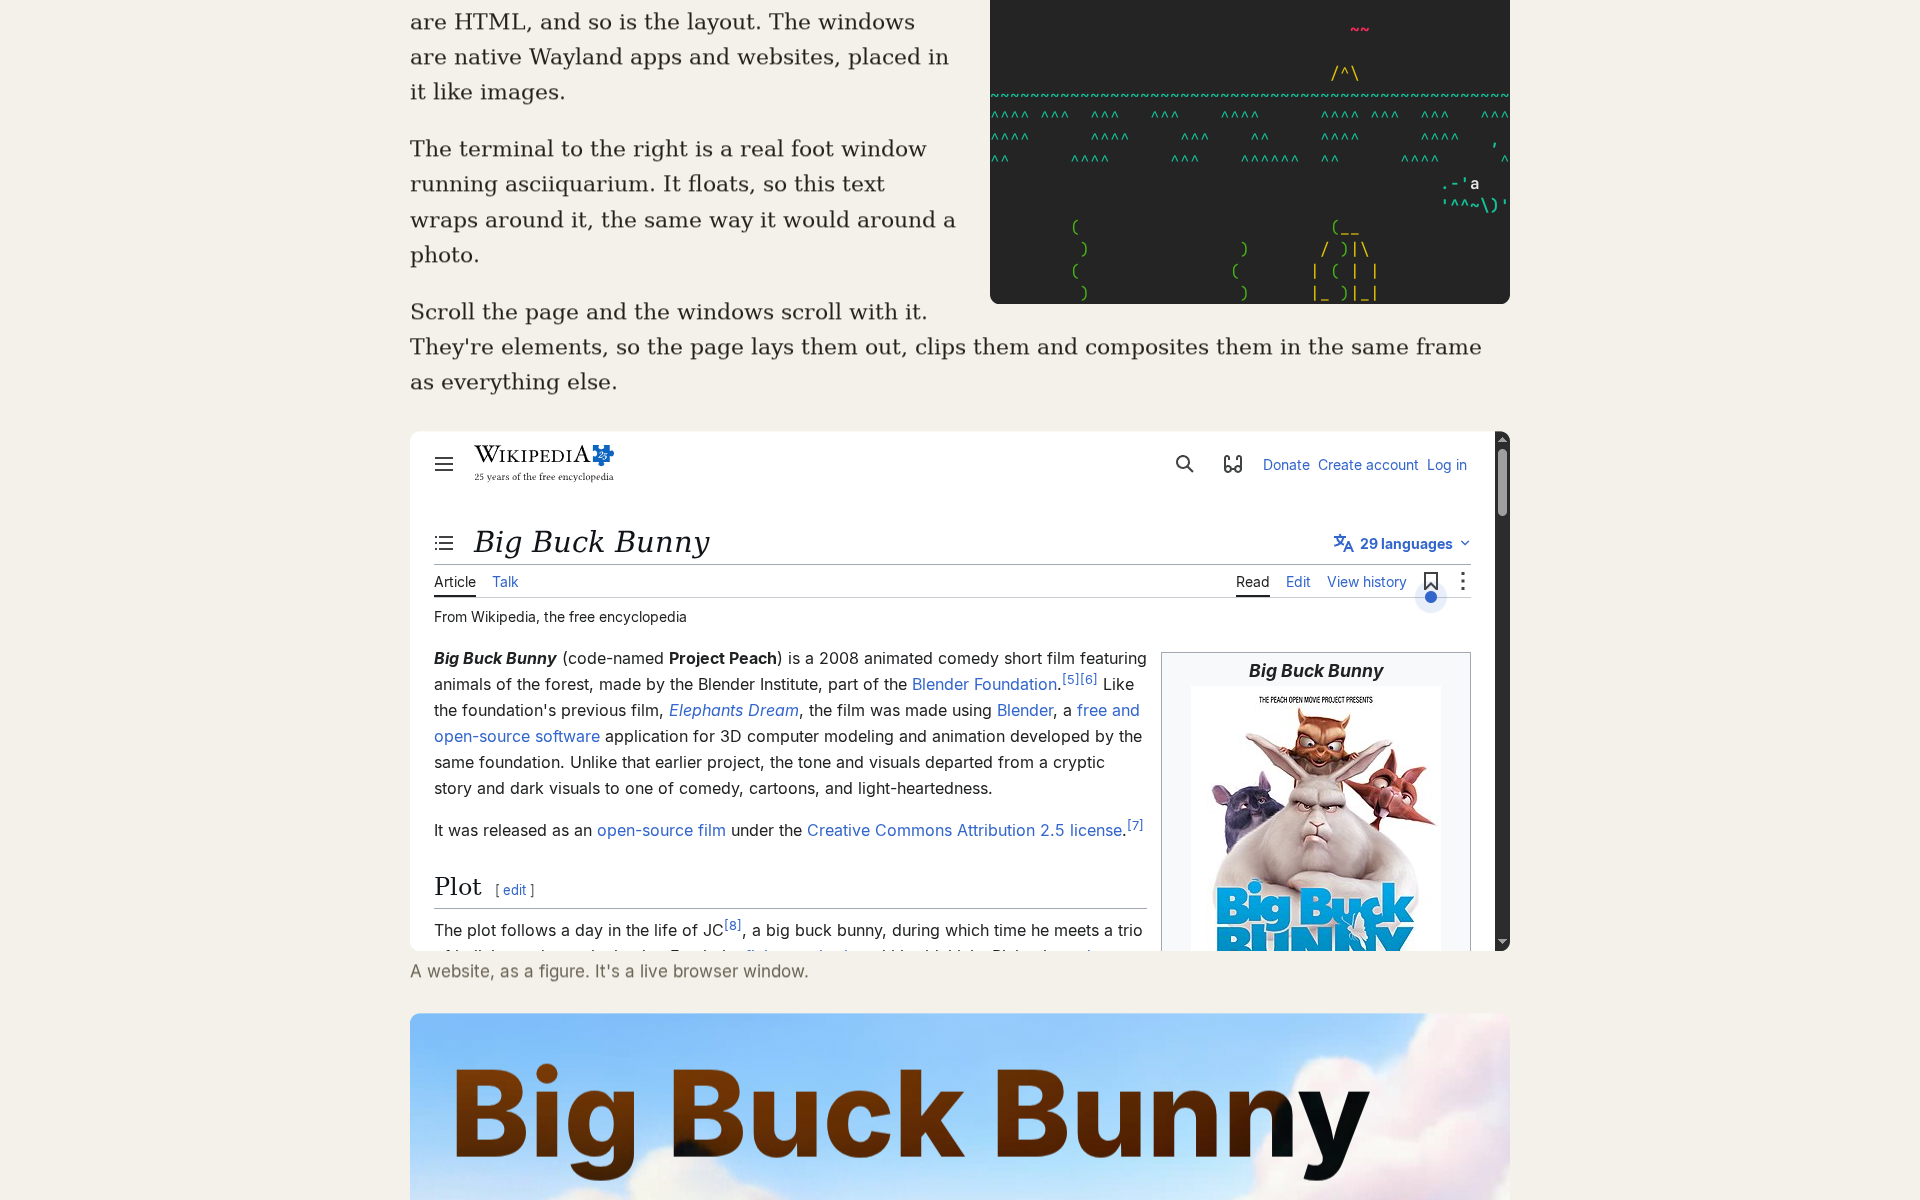 are HTML, and so is the layout. The windows
are native Wayland apps and websites, placed in
it like images.
The terminal to the right is a real foot window
running asciiquarium. It floats, so this text
wraps around it, the same way it would around a
photo.
Scroll the page and the windows scroll with it.
They're elements, so the page lays them out, clips them and composites them in the same frame
as everything else.
WIKIPEDIA 25
25 years of the free encyclopedia
Donate Create account Log in
Big Buck Bunny
29 languages
Article Talk
Read Edit View history
From Wikipedia, the free encyclopedia
Big Buck Bunny (code-named Project Peach) is a 2008 animated comedy short film featuring
animals of the forest, made by the Blender Institute, part of the Blender Foundation.[5][6] Like
the foundation's previous film, Elephants Dream, the film was made using Blender, a free and
open-source software application for 3D computer modeling and animation developed by the
same foundation. Unlike that earlier project, the tone and visuals departed from a cryptic
story and dark visuals to one of comedy, cartoons, and light-heartedness.
It was released as an open-source film under the Creative Commons Attribution 2.5 license.[7]
Plot [ edit ]
The plot follows a day in the life of JC[8], a big buck bunny, during which time he meets a trio
Big Buck Bunny
THE PEACH OPEN MOVIE PROJECT PRESENTS
Big Buck
BUNNY
A website, as a figure. It's a live browser window.
Big Buck Bunny